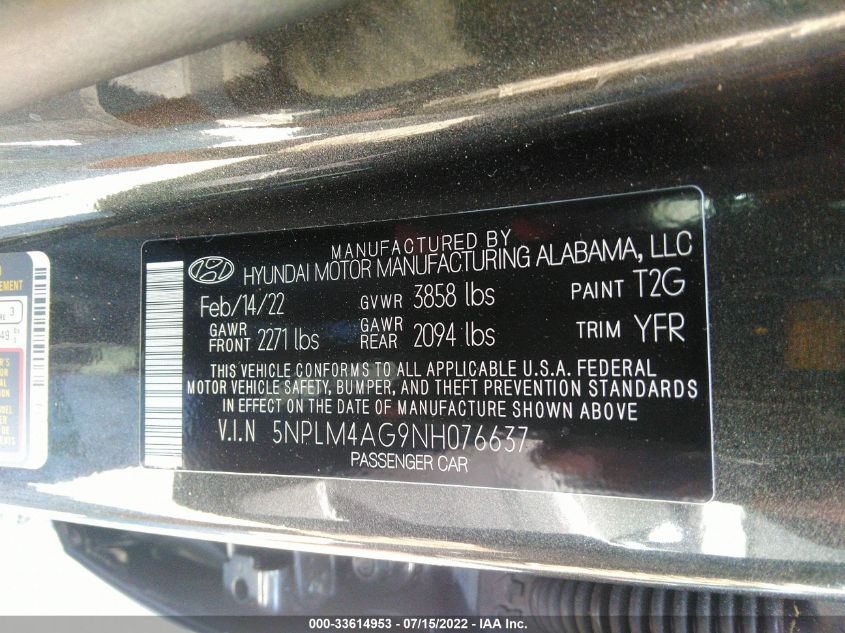 MANUFACTURED BY
HYUNDAI MOTOR MANUFACTURING ALABAMA, LLC
Feb/14/22 GVWR 3858 lbs PAINT T2G
GAWR FRONT 2271 lbs GAWR REAR 2094 lbs TRIM YFR
THIS VEHICLE CONFORMS TO ALL APPLICABLE U.S.A. FEDERAL
MOTOR VEHICLE SAFETY, BUMPER, AND THEFT PREVENTION STANDARDS
IN EFFECT ON THE DATE OF MANUFACTURE SHOWN ABOVE
V.I.N 5NPLM4AG9NH076637
PASSENGER CAR
3
49
000-33614953 - 07/15/2022 - IAA Inc.